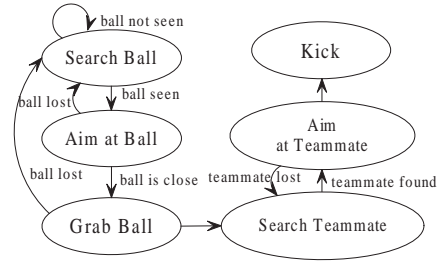 ball not seen
Search Ball
ball lost
ball seen
Aim at Ball
ball lost
ball is close
Grab Ball
Kick
Aim
at Teammate
teammate lost
teammate found
Search Teammate